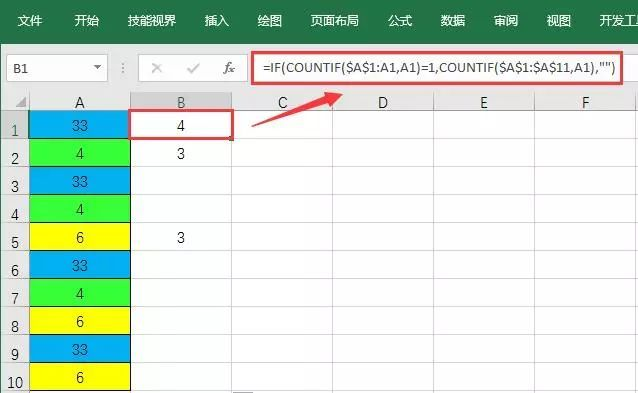 文件 插入 技能视界 绘图 页面布局 公式 数据 审阅 视图 开发工
B1 fx =IF(COUNTIF($A$1:A1,A1)=1,COUNTIF($A$1:$A$11,A1),"")
A B C D E F
1 33 4
2 4 3
3 33
4 4
5 6 3
6 33
7 4
8 6
9 33
10 6